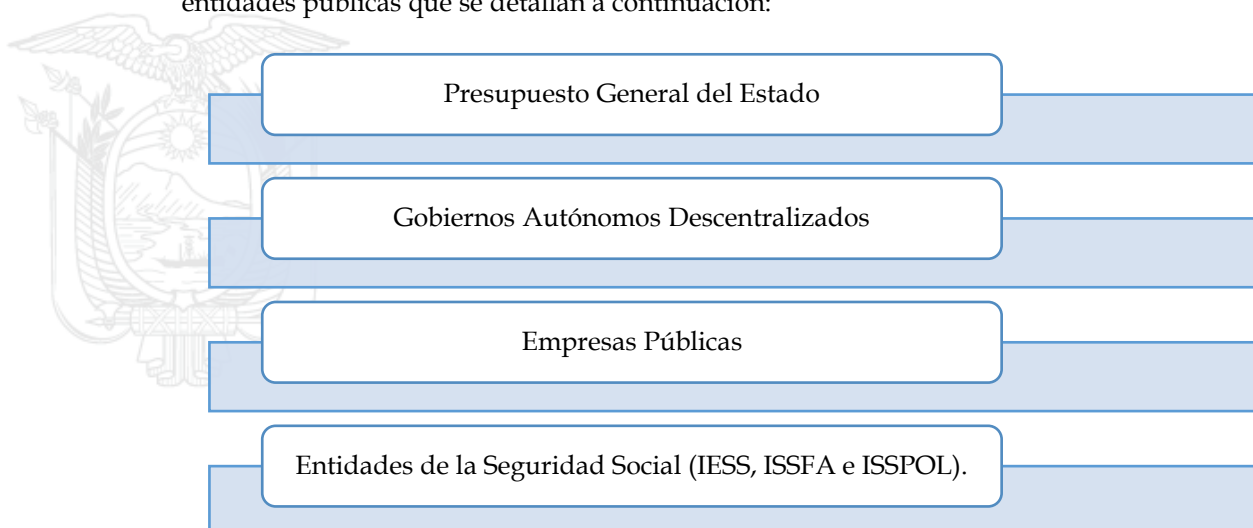 entidades públicas que se detallan a continuación:
Presupuesto General del Estado
Gobiernos Autónomos Descentralizados
Empresas Públicas
Entidades de la Seguridad Social (IESS, ISSFA e ISSPOL).